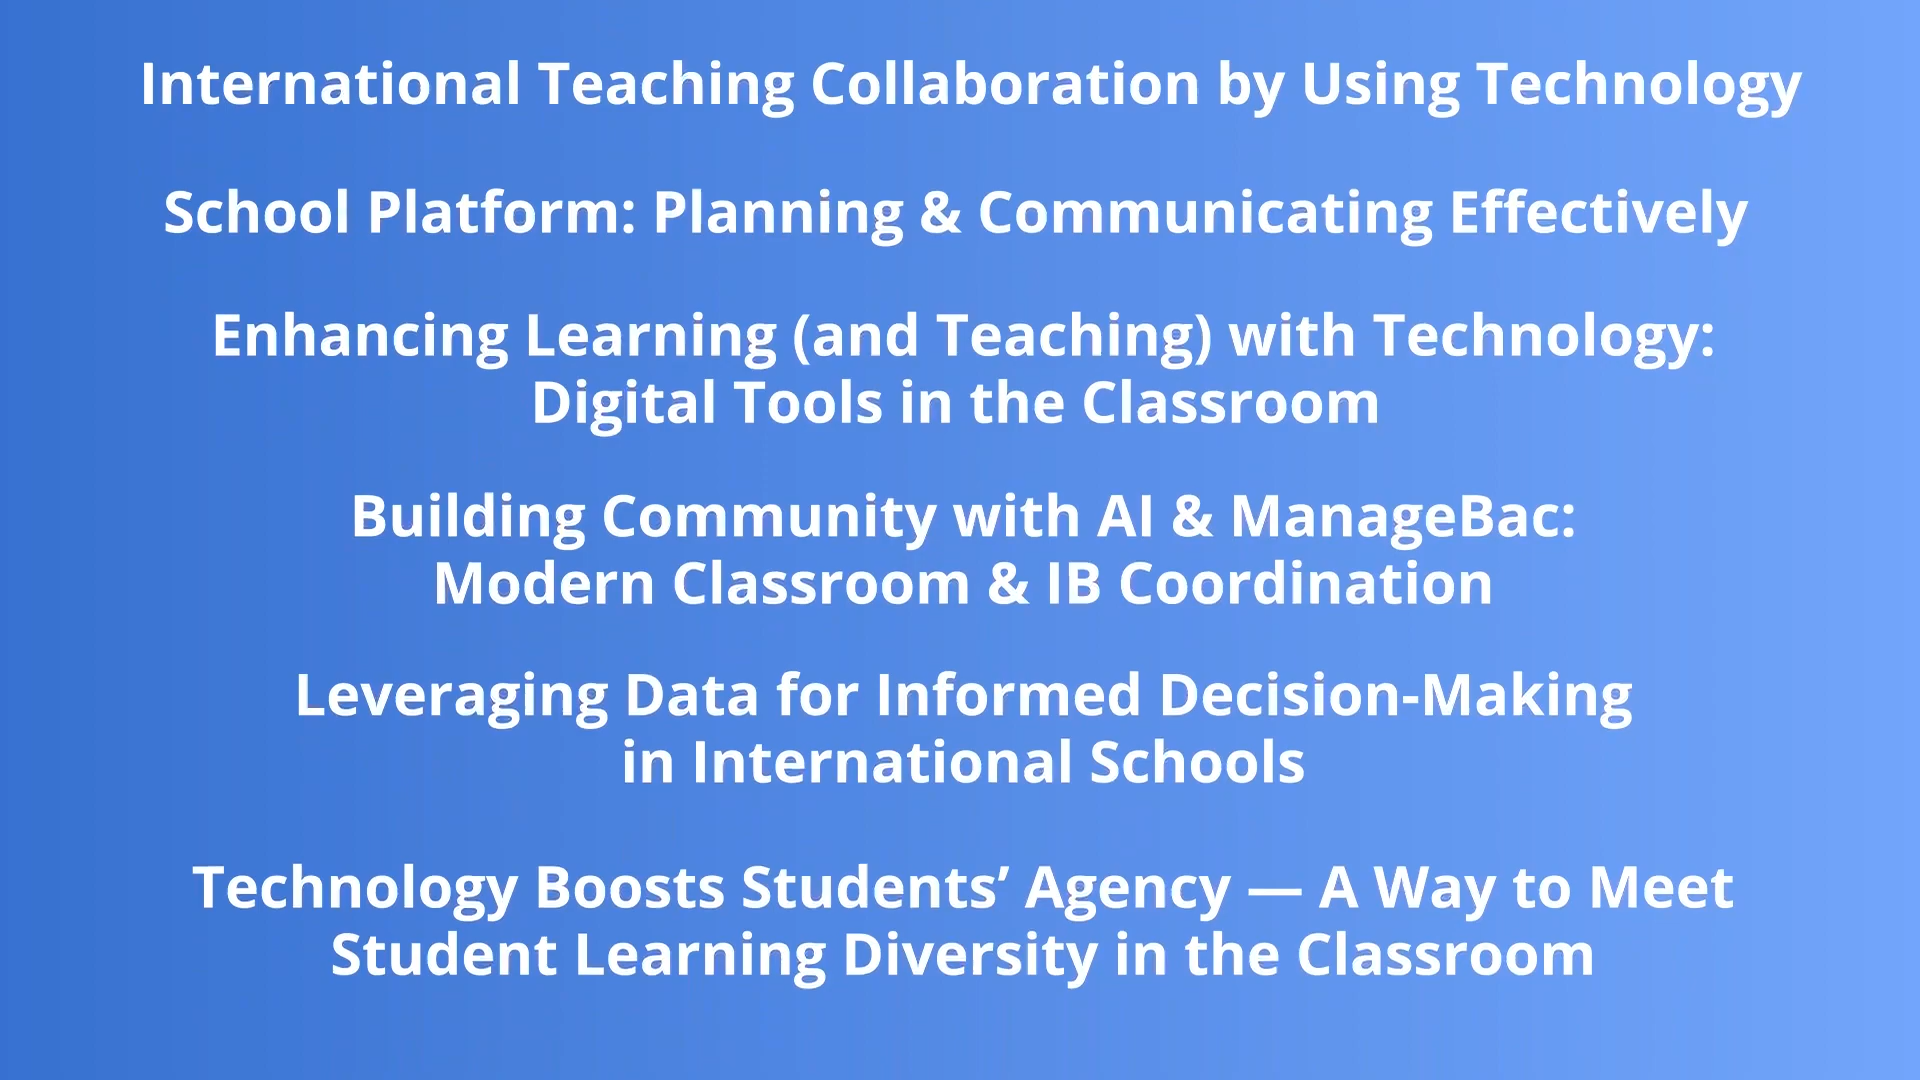 International Teaching Collaboration by Using Technology
School Platform: Planning & Communicating Effectively
Enhancing Learning (and Teaching) with Technology:
Digital Tools in the Classroom
Building Community with AI & ManageBac:
Modern Classroom & IB Coordination
Leveraging Data for Informed Decision-Making
in International Schools
Technology Boosts Students’ Agency — A Way to Meet
Student Learning Diversity in the Classroom